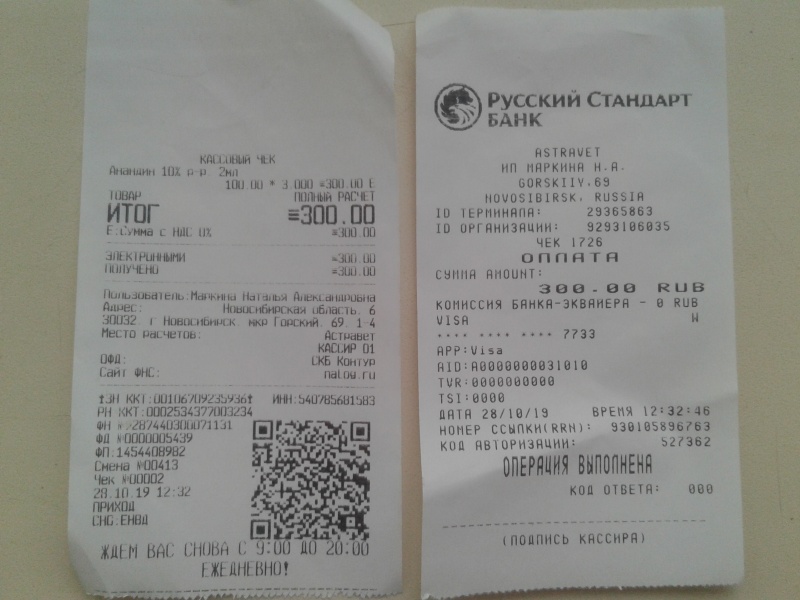 КАССОВЫЙ ЧЕК
Анандин 10% р-р. 2мл
100.00 * 3.000 =300.00 Е
ТОВАР ПОЛНЫЙ РАСЧЕТ
ИТОГ =300.00
Е:Сумма с НДС 0% =300.00
ЭЛЕКТРОННЫМИ =300.00
ПОЛУЧЕНО =300.00
Пользователь:Маркина Наталья Александровна
Адрес: Новосибирская область, 6
30032, г Новосибирск, мкр Горский, 69, 1-4
Место расчетов: Астравет
КАССИР 01
ОФД: СКБ Контур
Сайт ФНС: nalog.ru
ЗН ККТ:00106709235936 ИНН:540785681583
РН ККТ:0002534377003234
ФН №9287440300071131
ФД №0000005439
ФП:1454408982
Смена №00413
Чек №00002
28.10.19 12:32
ПРИХОД
СНО:ЕНВД
ЖДЕМ ВАС СНОВА С 9:00 ДО 20:00
ЕЖЕДНЕВНО!
РУССКИЙ СТАНДАРТ
БАНК
ASTRAVET
ИП МАРКИНА Н.А.
GORSKIIY,69
NOVOSIBIRSK, RUSSIA
ID ТЕРМИНАЛА: 29365863
ID ОРГАНИЗАЦИИ: 9293106035
ЧЕК 1726
ОПЛАТА
СУММА AMOUNT:
300.00 RUB
КОМИССИЯ БАНКА-ЭКВАЙЕРА - 0 RUB
VISA W
**** **** **** 7733
APP:Visa
AID:A0000000031010
TVR:0000000000
TSI:0000
ДАТА 28/10/19 ВРЕМЯ 12:32:46
НОМЕР ССЫЛКИ(RRN): 930105896763
КОД АВТОРИЗАЦИИ: 527362
ОПЕРАЦИЯ ВЫПОЛНЕНА
КОД ОТВЕТА: 000
(ПОДПИСЬ КАССИРА)